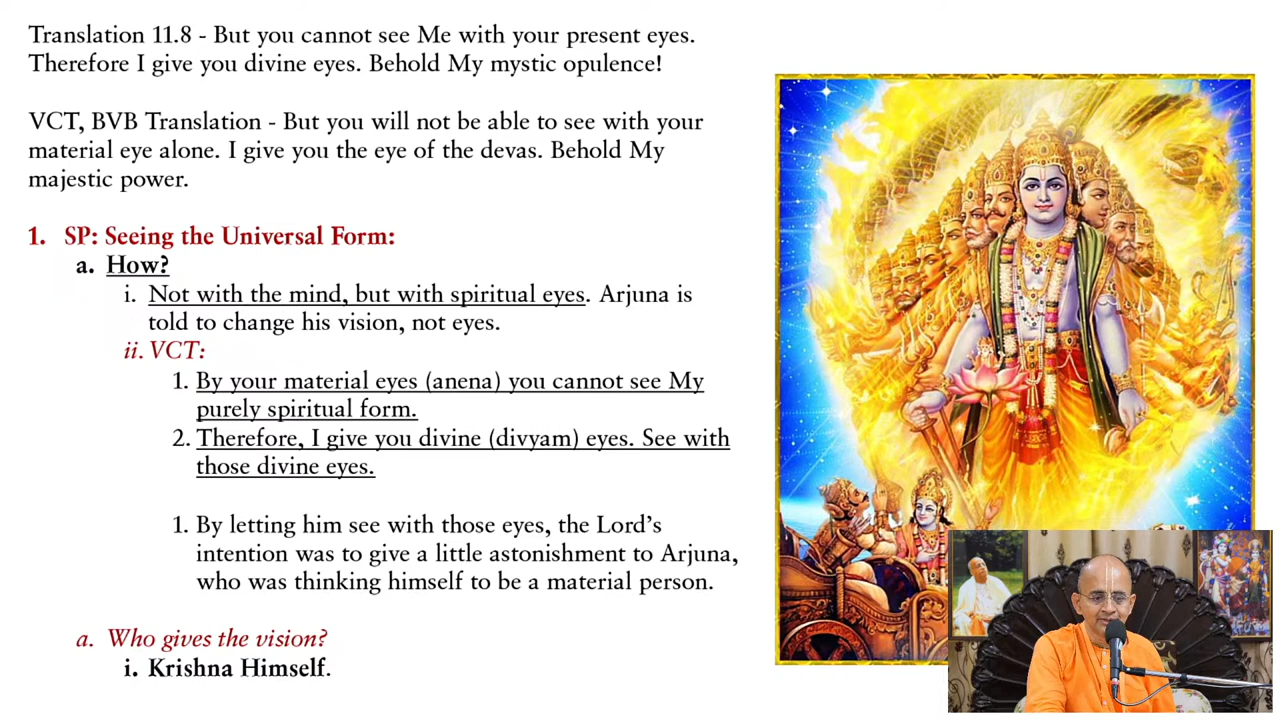 Translation 11.8 - But you cannot see Me with your present eyes.
Therefore I give you divine eyes. Behold My mystic opulence!
VCT, BVB Translation - But you will not be able to see with your
material eye alone. I give you the eye of the devas. Behold My
majestic power.
1. SP: Seeing the Universal Form:
a. How?
i. Not with the mind, but with spiritual eyes. Arjuna is
told to change his vision, not eyes.
ii. VCT:
1. By your material eyes (anena) you cannot see My
purely spiritual form.
2. Therefore, I give you divine (divyam) eyes. See with
those divine eyes.
1. By letting him see with those eyes, the Lord's
intention was to give a little astonishment to Arjuna,
who was thinking himself to be a material person.
a. Who gives the vision?
i. Krishna Himself.